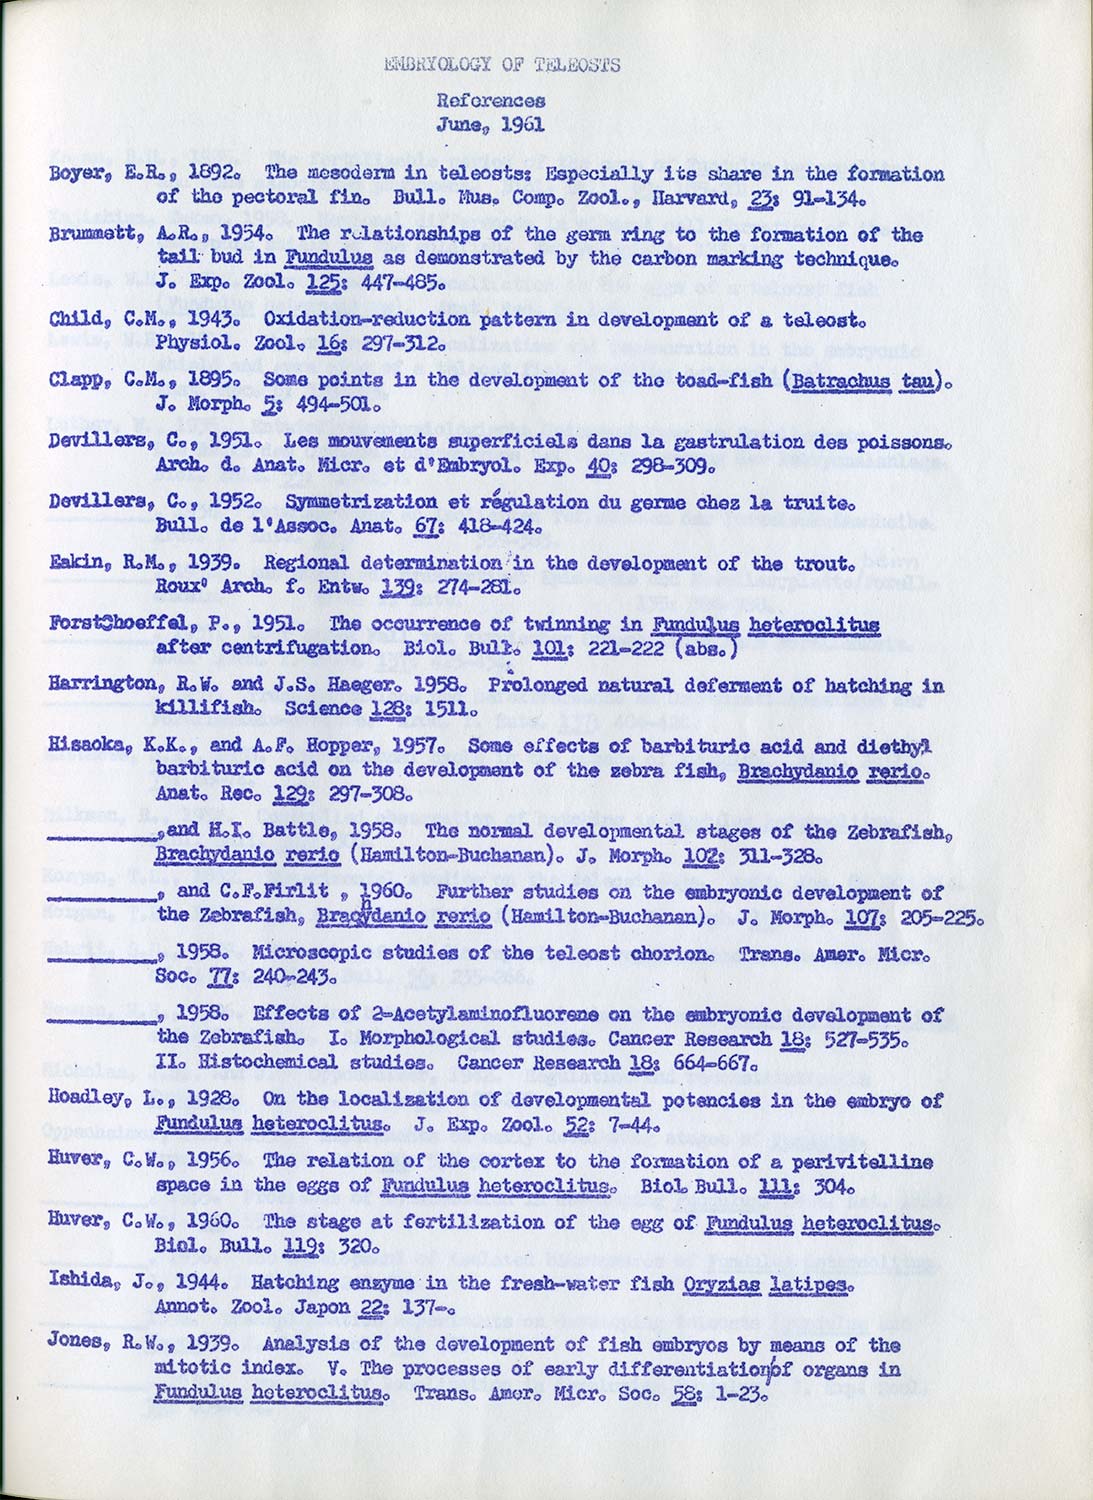 EMBRYOLOGY OF TELEOSTS
References
June, 1961
Boyer, E.R., 1892. The mesoderm in teleosts: Especially its share in the formation
of the pectoral fin. Bull. Mus. Comp. Zool., Harvard, 23: 91-134.
Brummett, A.R., 1954. The relationships of the germ ring to the formation of the
tail bud in Fundulus as demonstrated by the carbon marking technique.
J. Exp. Zool. 125: 447-485.
Child, C.M., 1943. Oxidation-reduction pattern in development of a teleost.
Physiol. Zool. 16: 297-312.
Clapp, C.M., 1895. Some points in the development of the toad-fish (Batrachus tau).
J. Morph. 5: 494-501.
Devillers, C., 1951. Les mouvements superficiels dans la gastrulation des poissons.
Arch. d. Anat. Micr. et d'Embryol. Exp. 40: 298-309.
Devillers, C., 1952. Symmetrization et régulation du germe chez la truite.
Bull. de l'Assoc. Anat. 67: 418-424.
Eakin, R.M., 1939. Regional determination in the development of the trout.
Roux' Arch. f. Entw. 139: 274-281.
Forsthoeffel, P., 1951. The occurrence of twinning in Fundulus heteroclitus
after centrifugation. Biol. Bull. 101: 221-222 (abs.)
Harrington, R.W. and J.S. Haeger. 1958. Prolonged natural deferment of hatching in
killifish. Science 128: 1511.
Hisaoka, K.K., and A.F. Hopper, 1957. Some effects of barbituric acid and diethyl
barbituric acid on the development of the zebra fish, Brachydanio rerio.
Anat. Rec. 129: 297-308.
__________,and H.I. Battle, 1958. The normal developmental stages of the Zebrafish,
Brachydanio rerio (Hamilton-Buchanan). J. Morph. 102: 311-328.
__________, and C.F.Firlit , 1960. Further studies on the embryonic development of
the Zebrafish, Brachydanio rerio (Hamilton-Buchanan). J. Morph. 107: 205-225.
__________, 1958. Microscopic studies of the teleost chorion. Trans. Amer. Micr.
Soc. 77: 240-243.
__________, 1958. Effects of 2-Acetylaminofluorene on the embryonic development of
the Zebrafish. I. Morphological studies. Cancer Research 18: 527-535.
II. Histochemical studies. Cancer Research 18: 664-667.
Hoadley, L., 1928. On the localization of developmental potencies in the embryo of
Fundulus heteroclitus. J. Exp. Zool. 52: 7-44.
Huver, C.W., 1956. The relation of the cortex to the formation of a perivitelline
space in the eggs of Fundulus heteroclitus. Biol Bull. 111: 304.
Huver, C.W., 1960. The stage at fertilization of the egg of Fundulus heteroclitus.
Biol. Bull. 119: 320.
Ishida, J., 1944. Hatching enzyme in the fresh-water fish Oryzias latipes.
Annot. Zool. Japon 22: 137-.
Jones, R.W., 1939. Analysis of the development of fish embryos by means of the
mitotic index. V. The processes of early differentiation/of organs in
Fundulus heteroclitus. Trans. Amer. Micr. Soc. 58: 1-23.